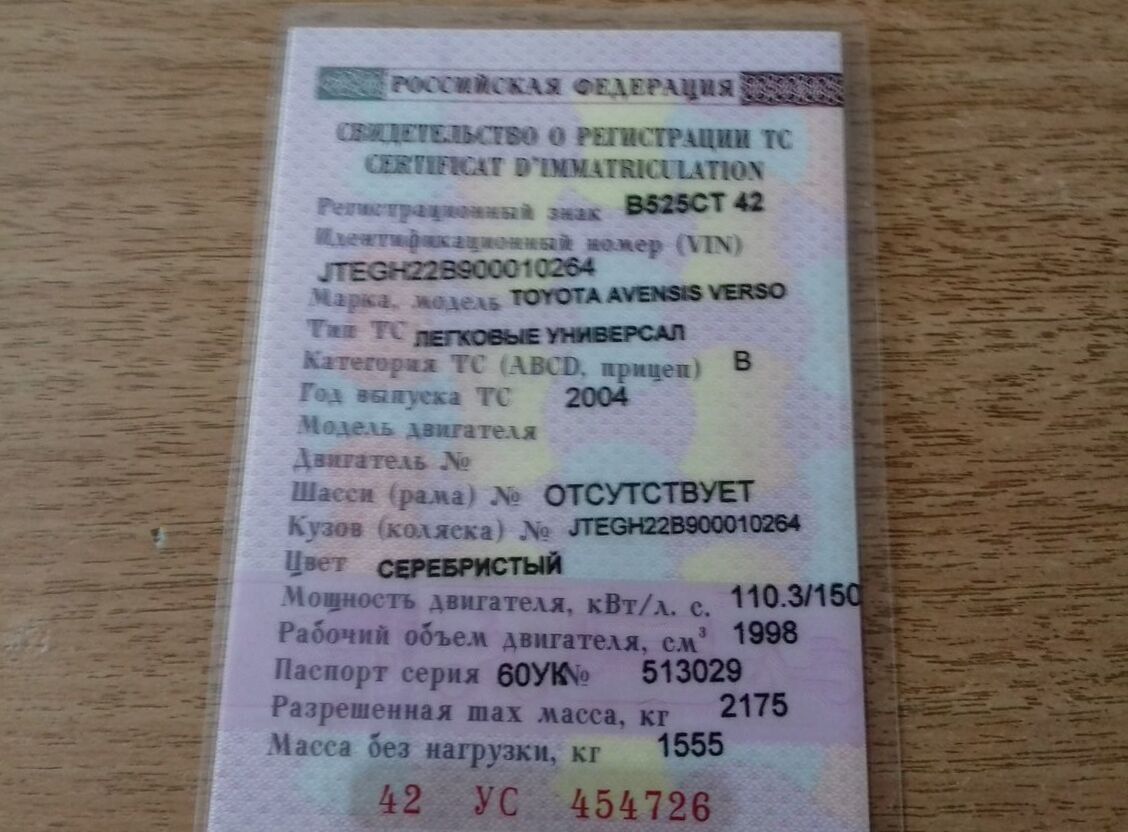 РОССИЙСКАЯ ФЕДЕРАЦИЯ
СВИДЕТЕЛЬСТВО О РЕГИСТРАЦИИ ТС
CERTIFICAT D'IMMATRICULATION
Регистрационный знак В525СТ 42
Идентификационный номер (VIN)
JTEGH22B900010264
Марка, модель TOYOTA AVENSIS VERSO
Тип ТС ЛЕГКОВЫЕ УНИВЕРСАЛ
Категория ТС (ABCD, прицеп) B
Год выпуска ТС 2004
Модель двигателя
Двигатель №
Шасси (рама) № ОТСУТСТВУЕТ
Кузов (коляска) № JTEGH22B900010264
Цвет СЕРЕБРИСТЫЙ
Мощность двигателя, кВт/л. с. 110.3/150
Рабочий объем двигателя, см³ 1998
Паспорт серия 60УК № 513029
Разрешенная max масса, кг 2175
Масса без нагрузки, кг 1555
42 УС 454726